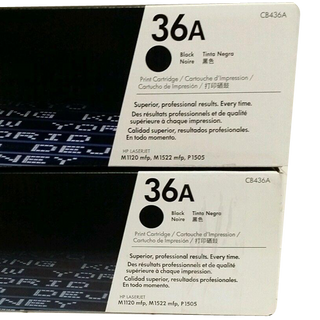 CB436A
36A
Black Tinta Negra
Noire 黑色
Print Cartridge / Cartouche d'Impression /
Cartucho de Impresión / 打印硒鼓
Superior, professional results. Every time.
Des résultats professionnels et de qualité
supérieure à chaque impression.
Calidad superior, resultados profesionales
en cada impresión.
HP LASERJET
M1120 mfp, M1522 mfp, P1505
CB436A
36A
Black Tinta Negra
Noire 黑色
Print Cartridge / Cartouche d'Impression /
Cartucho de Impresión / 打印硒鼓
Superior, professional results. Every time.
Des résultats professionnels et de qualité
supérieure à chaque impression.
Calidad superior, resultados profesionales
en cada impresión.
HP LASERJET
M1120 mfp, M1522 mfp, P1505